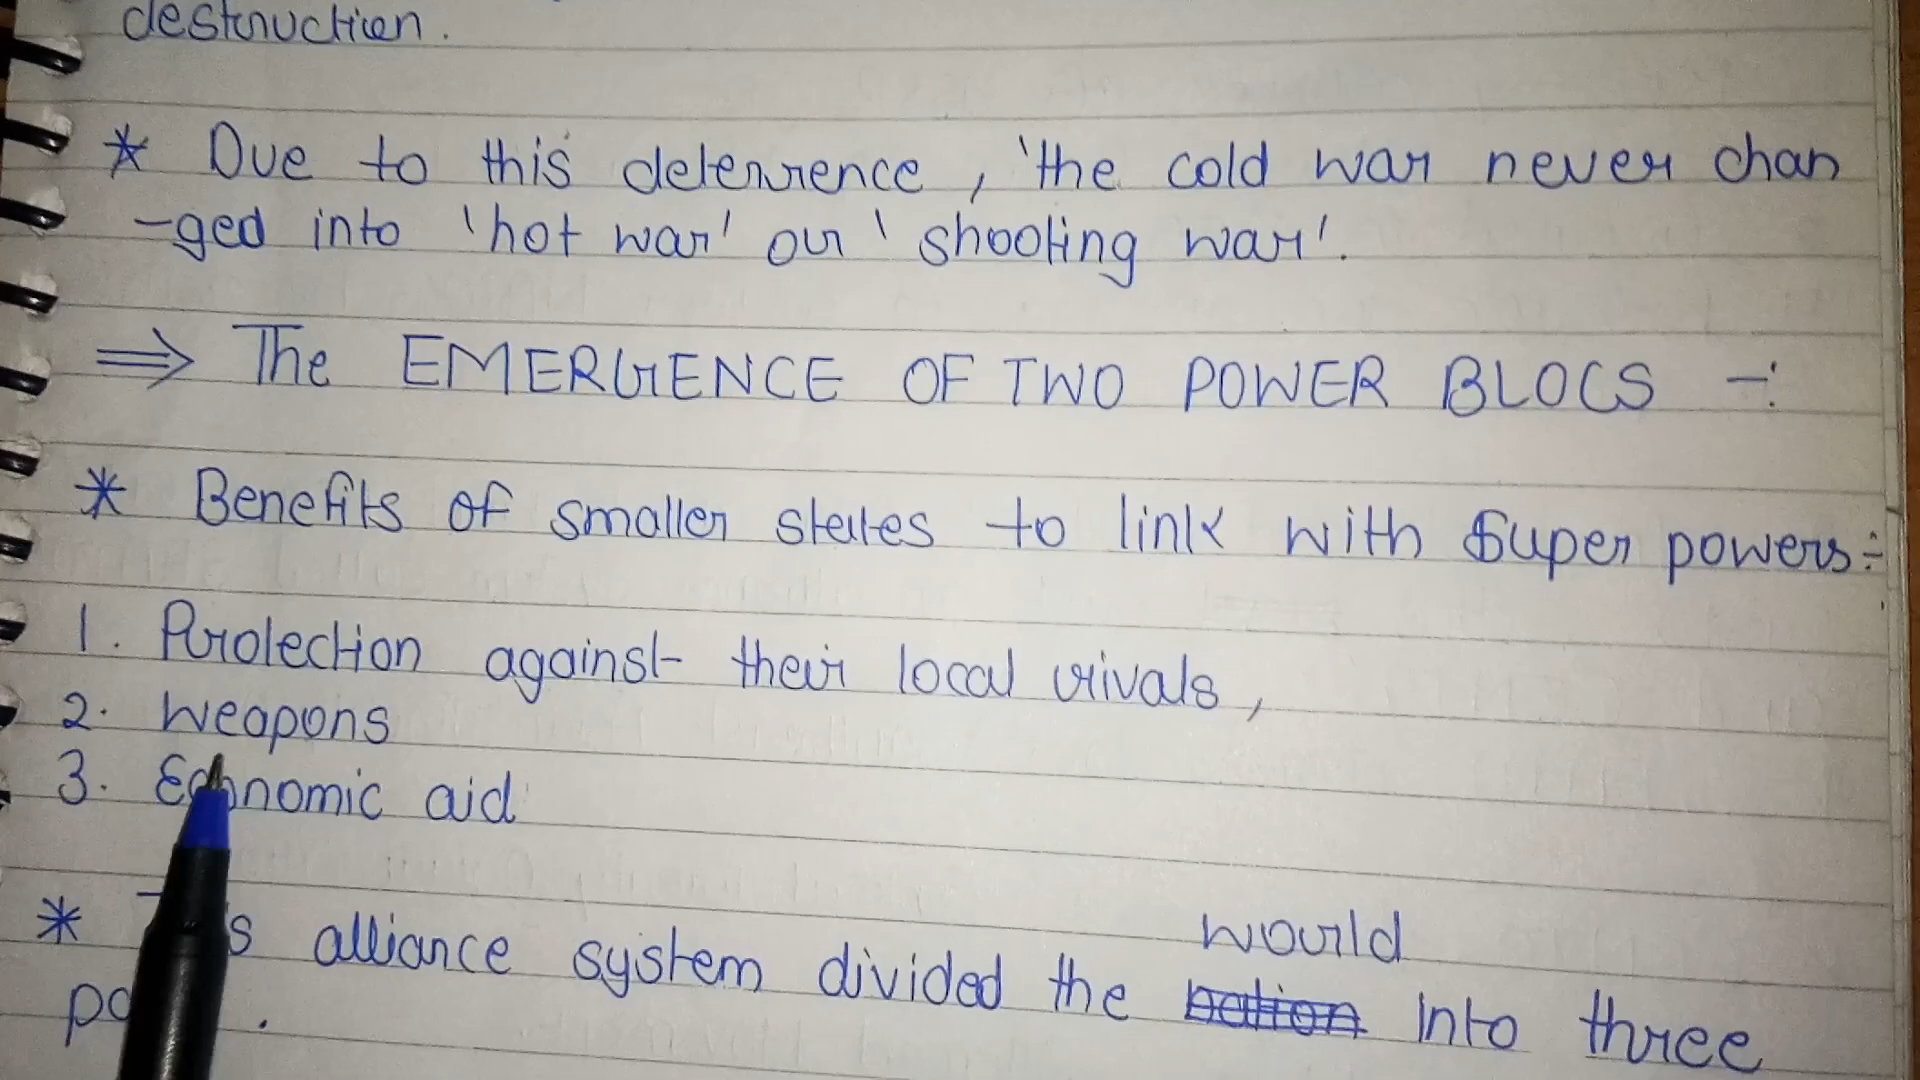 destruction.
* Due to this deterrence, 'the cold war never chan
-ged into 'hot war' or 'shooting war'.
⇒ The EMERGENCE OF TWO POWER BLOCS -:
* Benefits of smaller states to link with Super powers:-
1. Protection against their local rivals,
2. Weapons
3. Economic aid
* alliance system divided the world into three